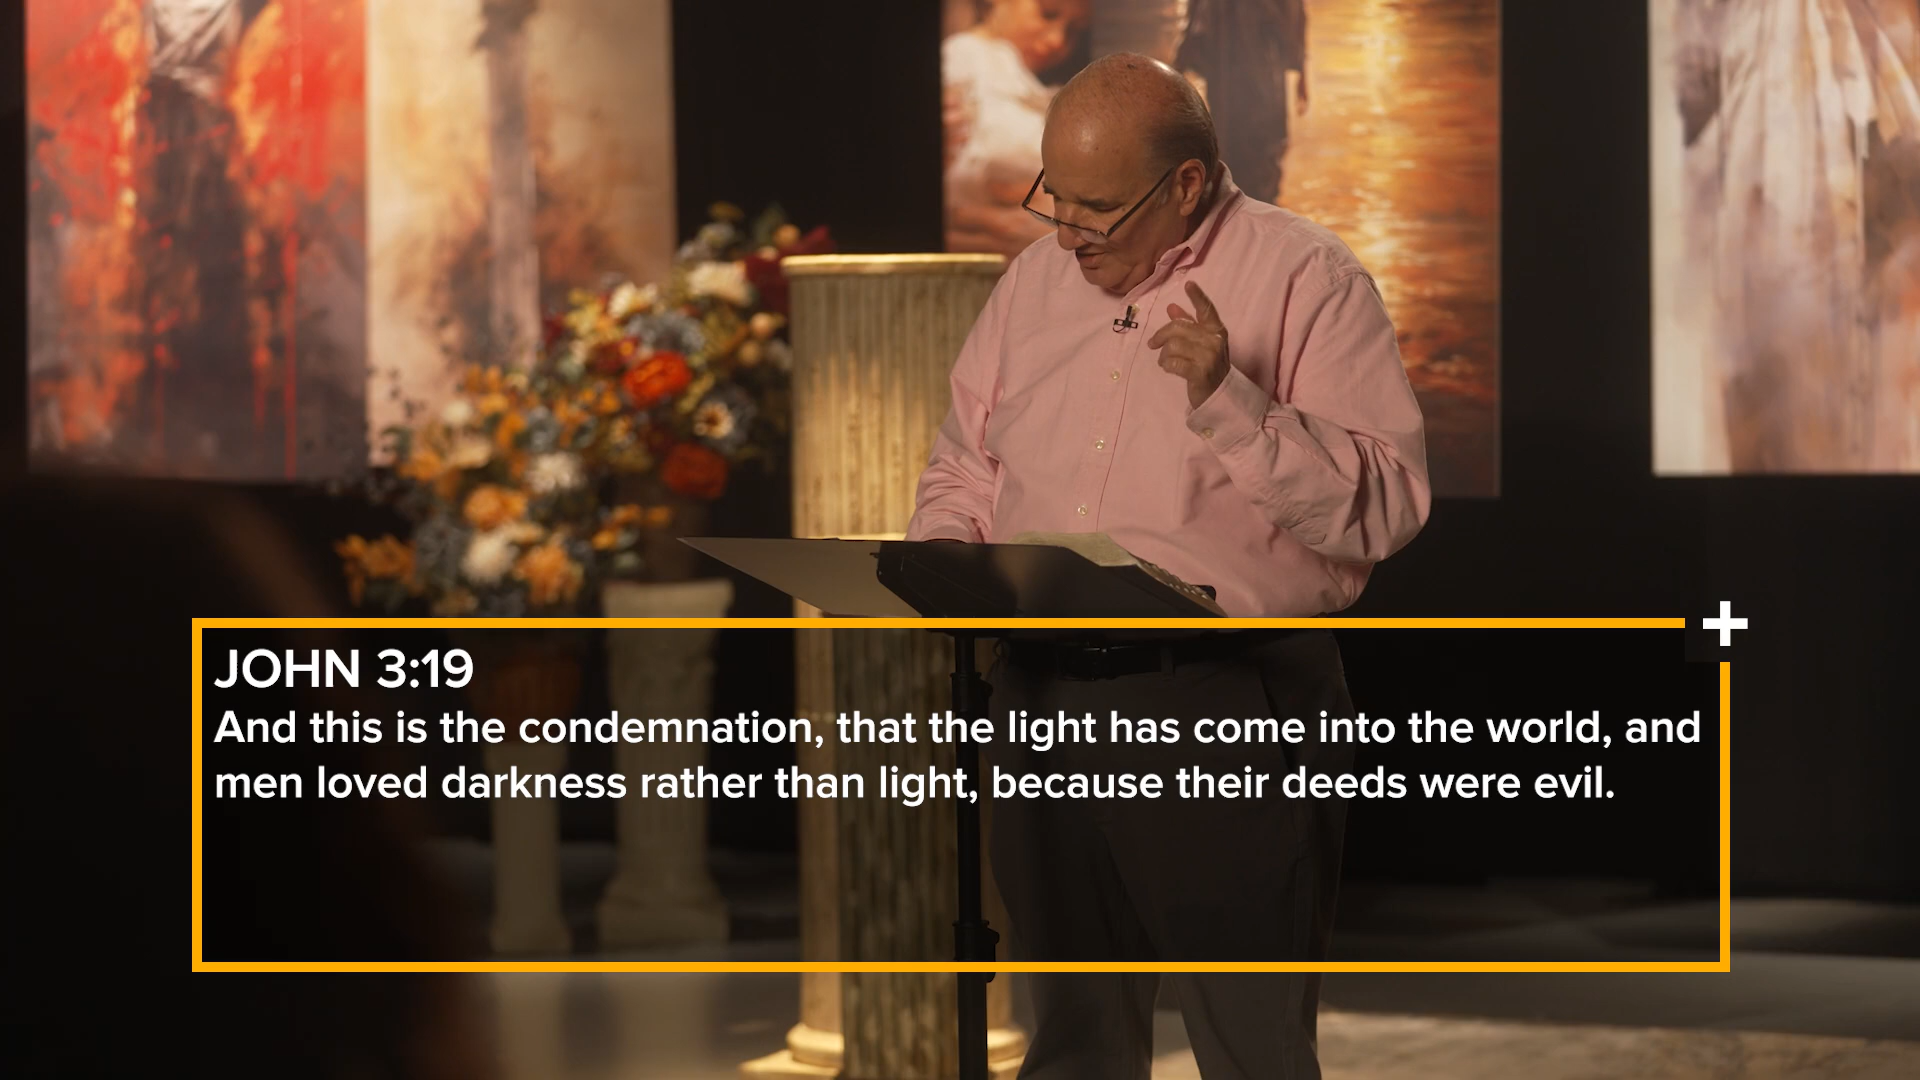 JOHN 3:19
And this is the condemnation, that the light has come into the world, and
men loved darkness rather than light, because their deeds were evil.